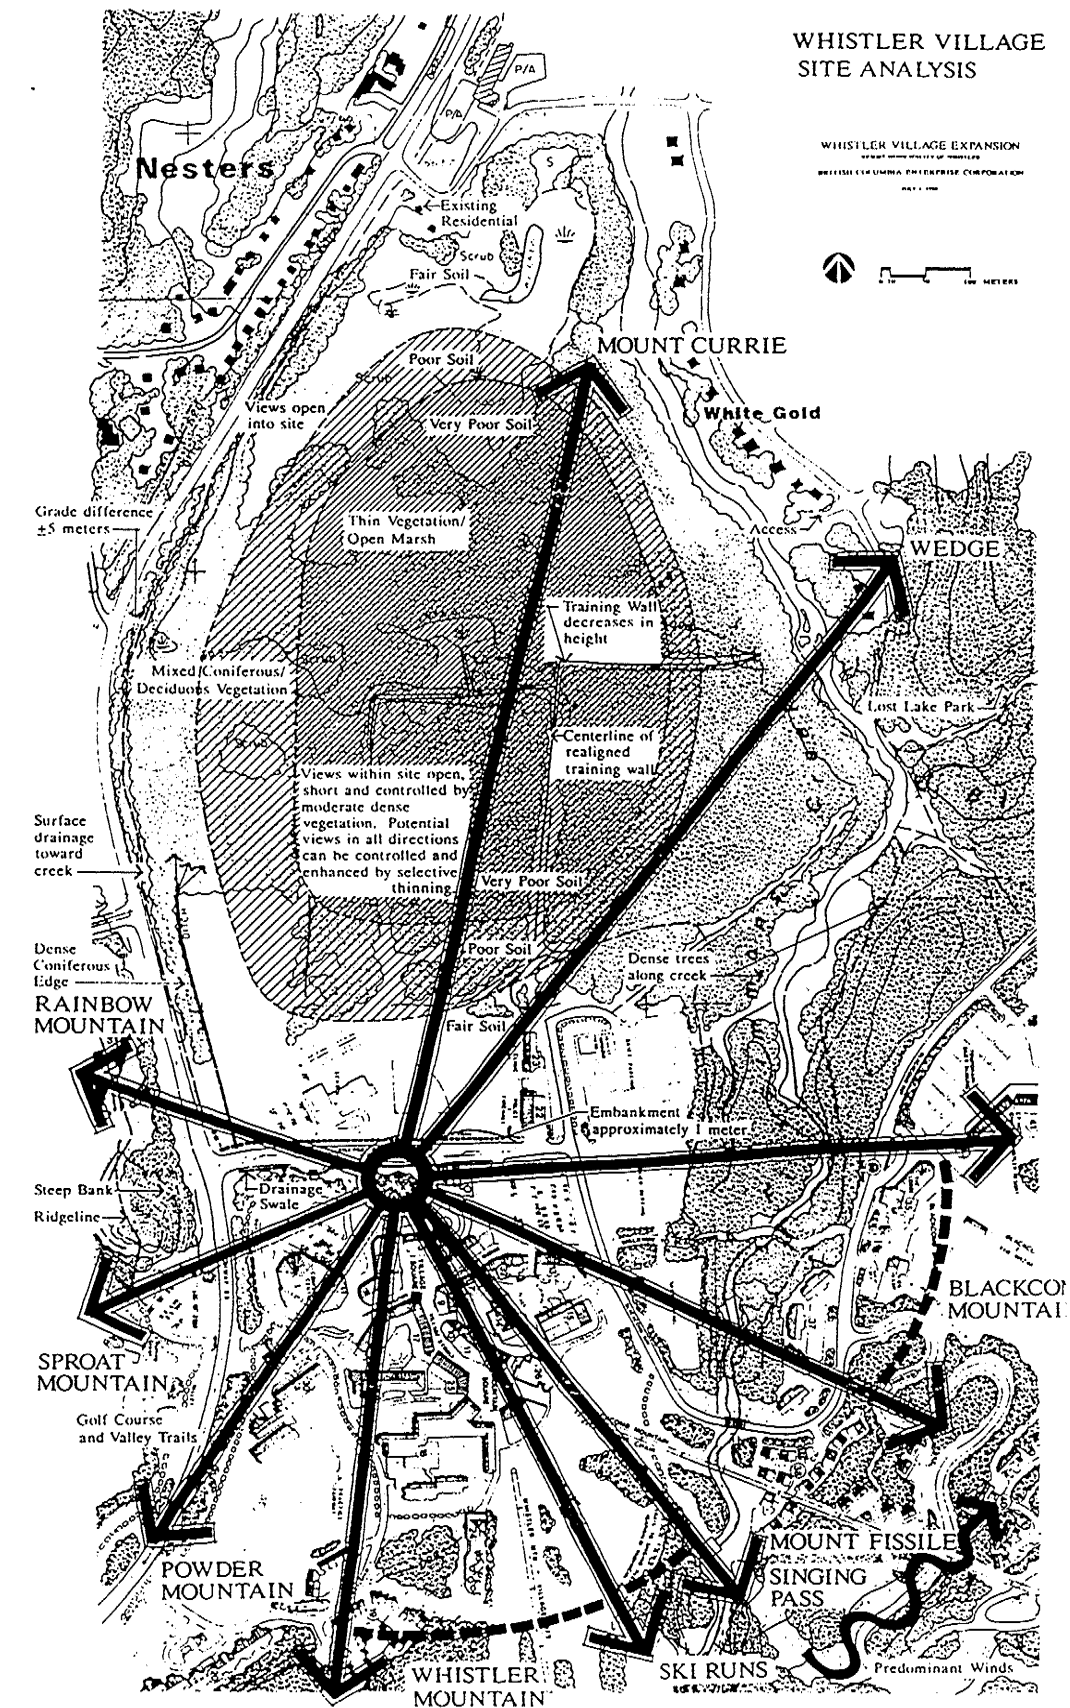 WHISTLER VILLAGE
SITE ANALYSIS
WHISTLER VILLAGE EXPANSION
BRITISH COLUMBIA ENTERPRISE CORPORATION
METERS
P/A
P/A
Nesters
S
Existing
Residential
Scrub
Fair Soil
MOUNT CURRIE
Poor Soil
Scrub
Views open
into site
Very Poor Soil
White Gold
Grade difference
±5 meters
Thin Vegetation/
Open Marsh
Access
WEDGE
Training Wall
decreases in
height
Scrub
Mixed Coniferous/
Deciduous Vegetation
Lost Lake Park
Scrub
Centerline of
realigned
training wall
Views within site open,
short and controlled by
moderate dense
vegetation. Potential
views in all directions
can be controlled and
enhanced by selective
thinning
Surface
drainage
toward
creek
Very Poor Soil
Poor Soil
Dense
Coniferous
Edge
Dense trees
along creek
RAINBOW
MOUNTAIN
Fair Soil
Embankment
approximately 1 meter
Steep Bank
Ridgeline
Drainage
Swale
BLACKCO
MOUNTAI
SPROAT
MOUNTAIN
Golf Course
and Valley Trails
MOUNT FISSILE
SINGING
PASS
POWDER
MOUNTAIN
WHISTLER
MOUNTAIN
SKI RUNS
Predominant Winds